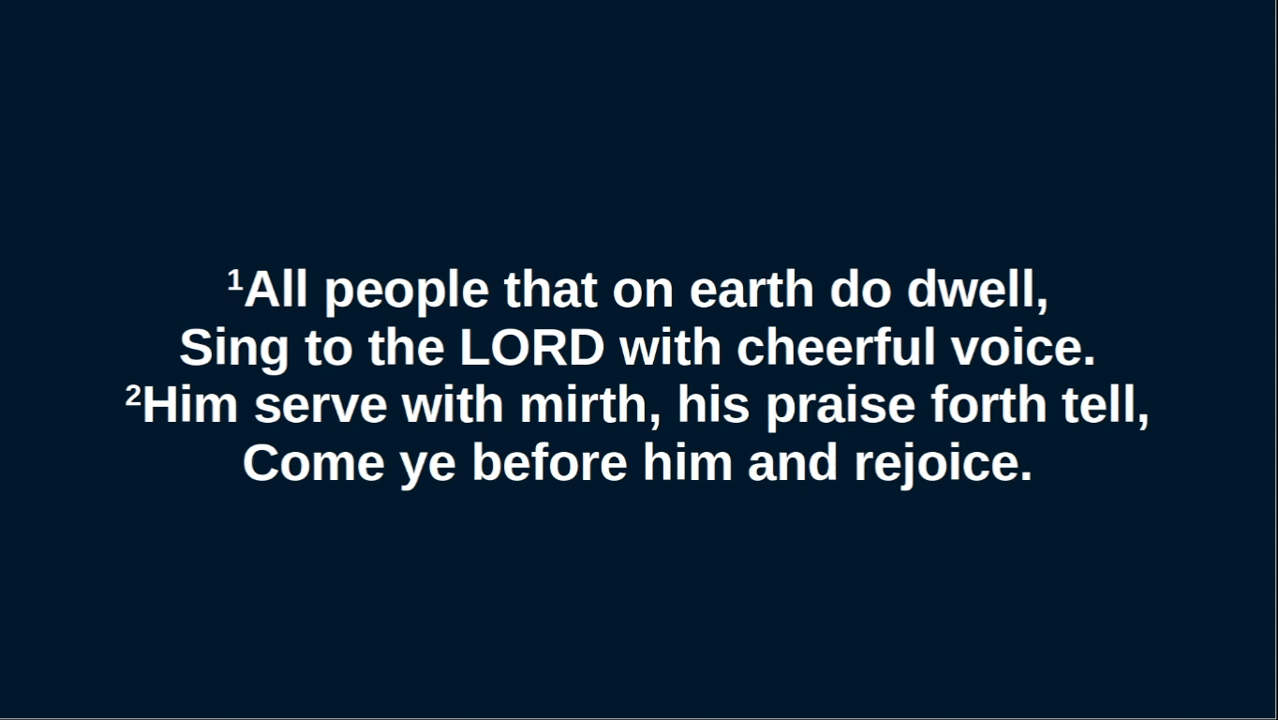 ¹All people that on earth do dwell,
Sing to the LORD with cheerful voice.
²Him serve with mirth, his praise forth tell,
Come ye before him and rejoice.